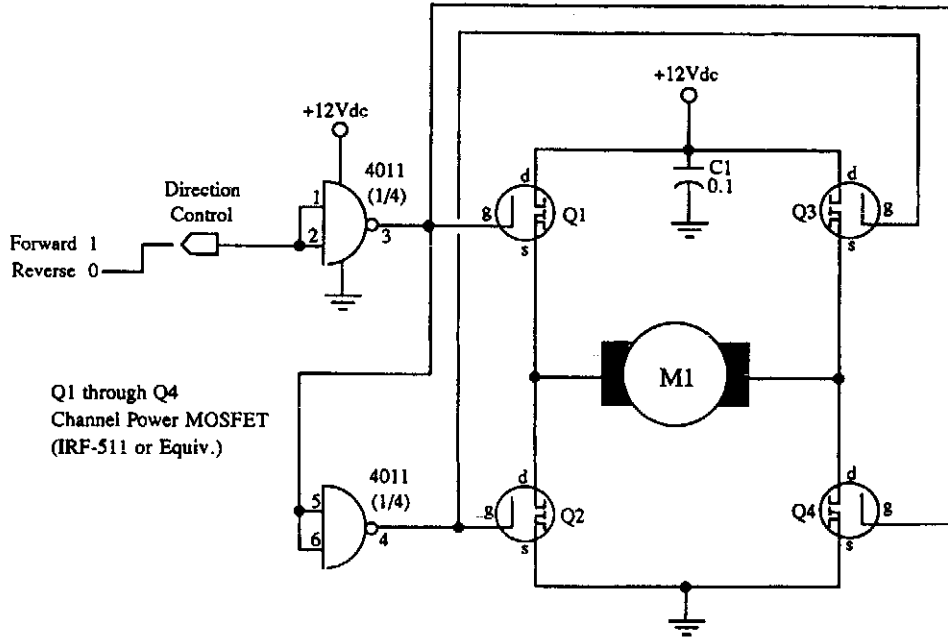 +12Vdc
+12Vdc
4011
(1/4)
Direction
Control
1
2
3
Forward 1
Reverse 0
d
g
Q1
s
C1
0.1
d
Q3
g
s
M1
Q1 through Q4
Channel Power MOSFET
(IRF-511 or Equiv.)
4011
(1/4)
5
6
4
d
g
Q2
s
d
Q4
g
s